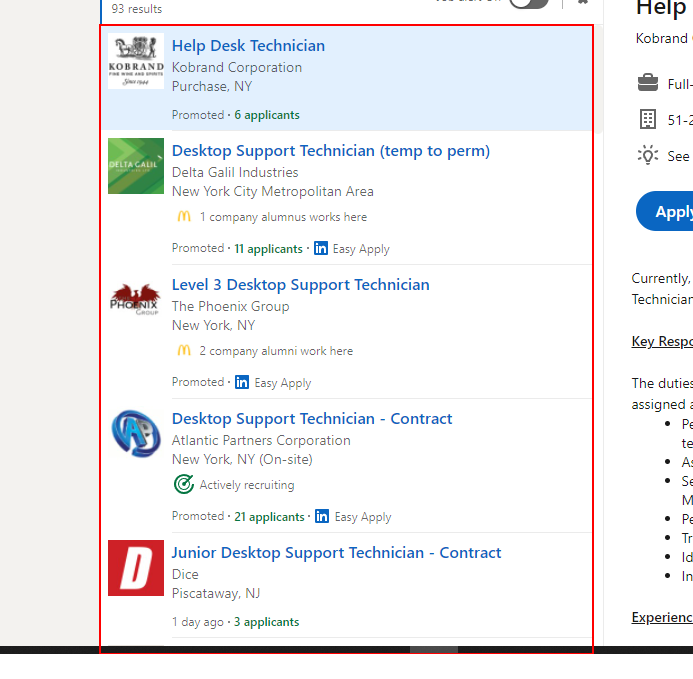 93 results
Help Desk Technician
KOBRAND
FINE WINE AND SPIRITS
Since 1944
Kobrand Corporation
Purchase, NY
Promoted · 6 applicants
Desktop Support Technician (temp to perm)
DELTA GALIL
Delta Galil Industries
New York City Metropolitan Area
1 company alumnus works here
Promoted · 11 applicants · in Easy Apply
Level 3 Desktop Support Technician
PHOENIX
GROUP
The Phoenix Group
New York, NY
2 company alumni work here
Promoted · in Easy Apply
Desktop Support Technician - Contract
Atlantic Partners Corporation
New York, NY (On-site)
Actively recruiting
Promoted · 21 applicants · in Easy Apply
Junior Desktop Support Technician - Contract
D
Dice
Piscataway, NJ
1 day ago · 3 applicants
Help
Kobrand
Full-
51-2
See
Apply
Currently,
Technician
Key Respo
The duties
assigned a
Pe
te
As
Se
M
Pe
Tr
Id
In
Experienc